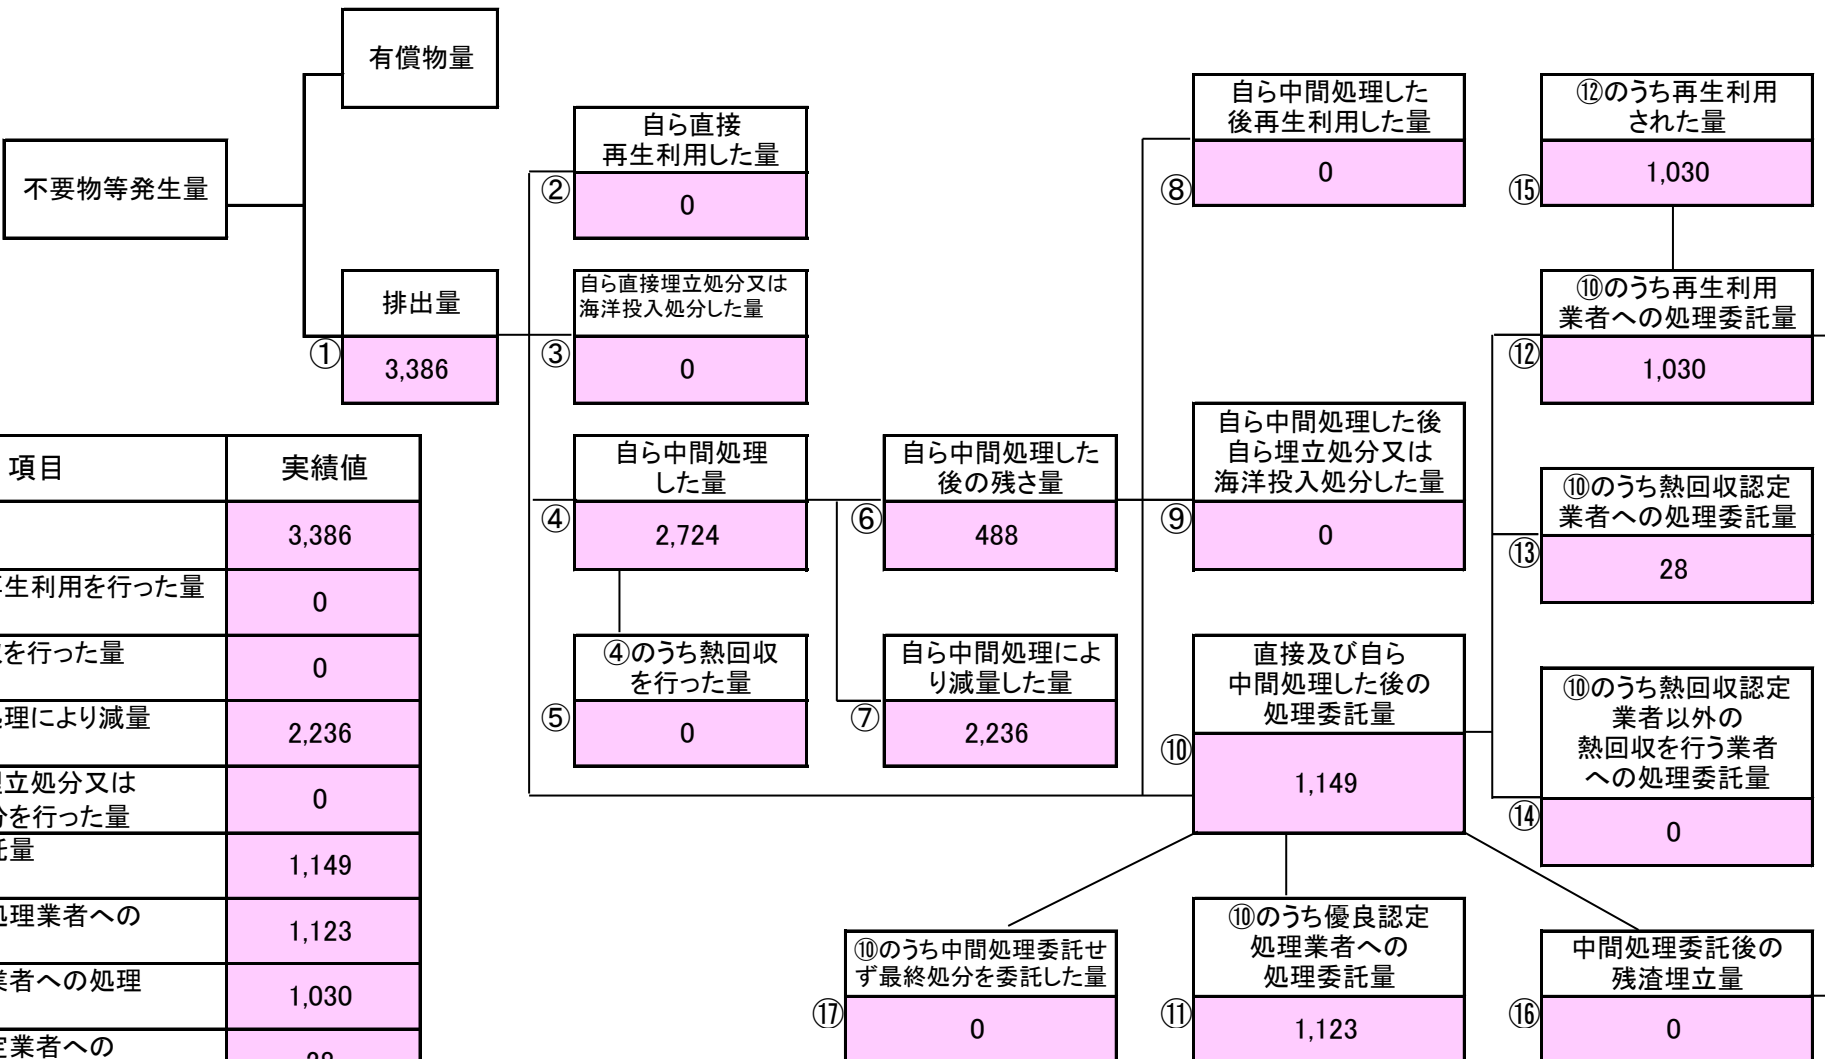 有償物量
不要物等発生量
排出量
①
3,386
自ら直接
再生利用した量
②
0
自ら直接埋立処分又は
海洋投入処分した量
③
0
自ら中間処理
した量
④
2,724
④のうち熱回収
を行った量
⑤
0
自ら中間処理した
後の残さ量
⑥
488
自ら中間処理によ
り減量した量
⑦
2,236
自ら中間処理した
後再生利用した量
⑧
0
自ら中間処理した後
自ら埋立処分又は
海洋投入処分した量
⑨
0
直接及び自ら
中間処理した後の
処理委託量
⑩
1,149
⑫のうち再生利用
された量
⑮
1,030
⑩のうち再生利用
業者への処理委託量
⑫
1,030
⑩のうち熱回収認定
業者への処理委託量
⑬
28
⑩のうち熱回収認定
業者以外の
熱回収を行う業者
への処理委託量
⑭
0
⑩のうち中間処理委託せ
ず最終処分を委託した量
⑰
0
⑩のうち優良認定
処理業者への
処理委託量
⑪
1,123
中間処理委託後の
残渣埋立量
⑯
0
項目 実績値
3,386
生利用を行った量
0
を行った量
0
理により減量
2,236
立処分又は
を行った量
0
託量
1,149
処理業者への
1,123
業者への処理
1,030
定業者への
28